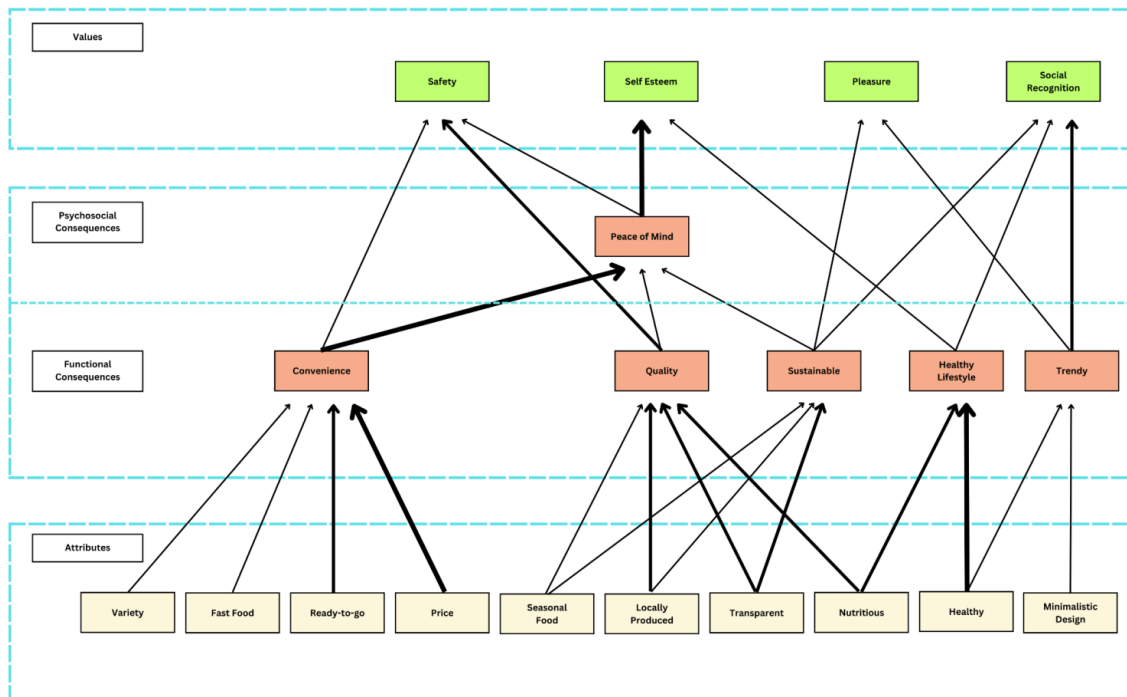 Values
Safety
Self Esteem
Pleasure
Social
Recognition
Psychosocial
Consequences
Peace of Mind
Functional
Consequences
Convenience
Quality
Sustainable
Healthy
Lifestyle
Trendy
Attributes
Variety
Fast Food
Ready-to-go
Price
Seasonal
Food
Locally
Produced
Transparent
Nutritious
Healthy
Minimalistic
Design